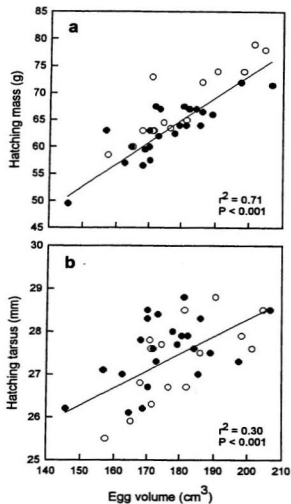 a
85
80
75
70
65
60
55
50
45
Hatching mass (g)
r2 = 0.71
P < 0.001
b
30
29
28
27
26
25
Hatching tarsus (mm)
r2 = 0.30
P < 0.001
140 150 160 170 180 190 200 210
Egg volume (cm3)